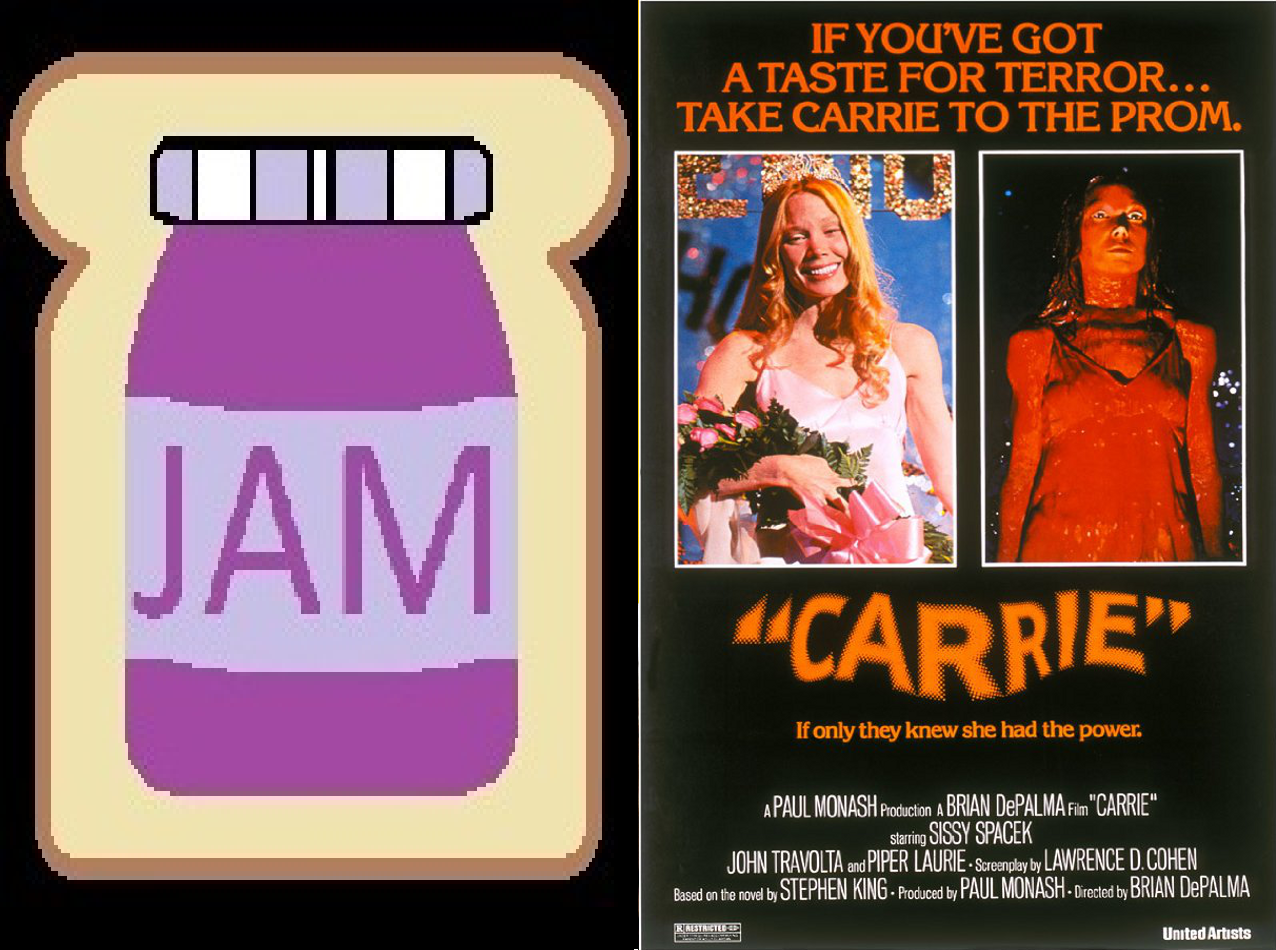 JAM
IF YOU'VE GOT
A TASTE FOR TERROR...
TAKE CARRIE TO THE PROM.
"CARRIE"
If only they knew she had the power.
A PAUL MONASH Production A BRIAN DePALMA Film "CARRIE"
starring SISSY SPACEK
JOHN TRAVOLTA and PIPER LAURIE · Screenplay by LAWRENCE D. COHEN
Based on the novel by STEPHEN KING · Produced by PAUL MONASH · Directed by BRIAN DePALMA
R RESTRICTED
United Artists